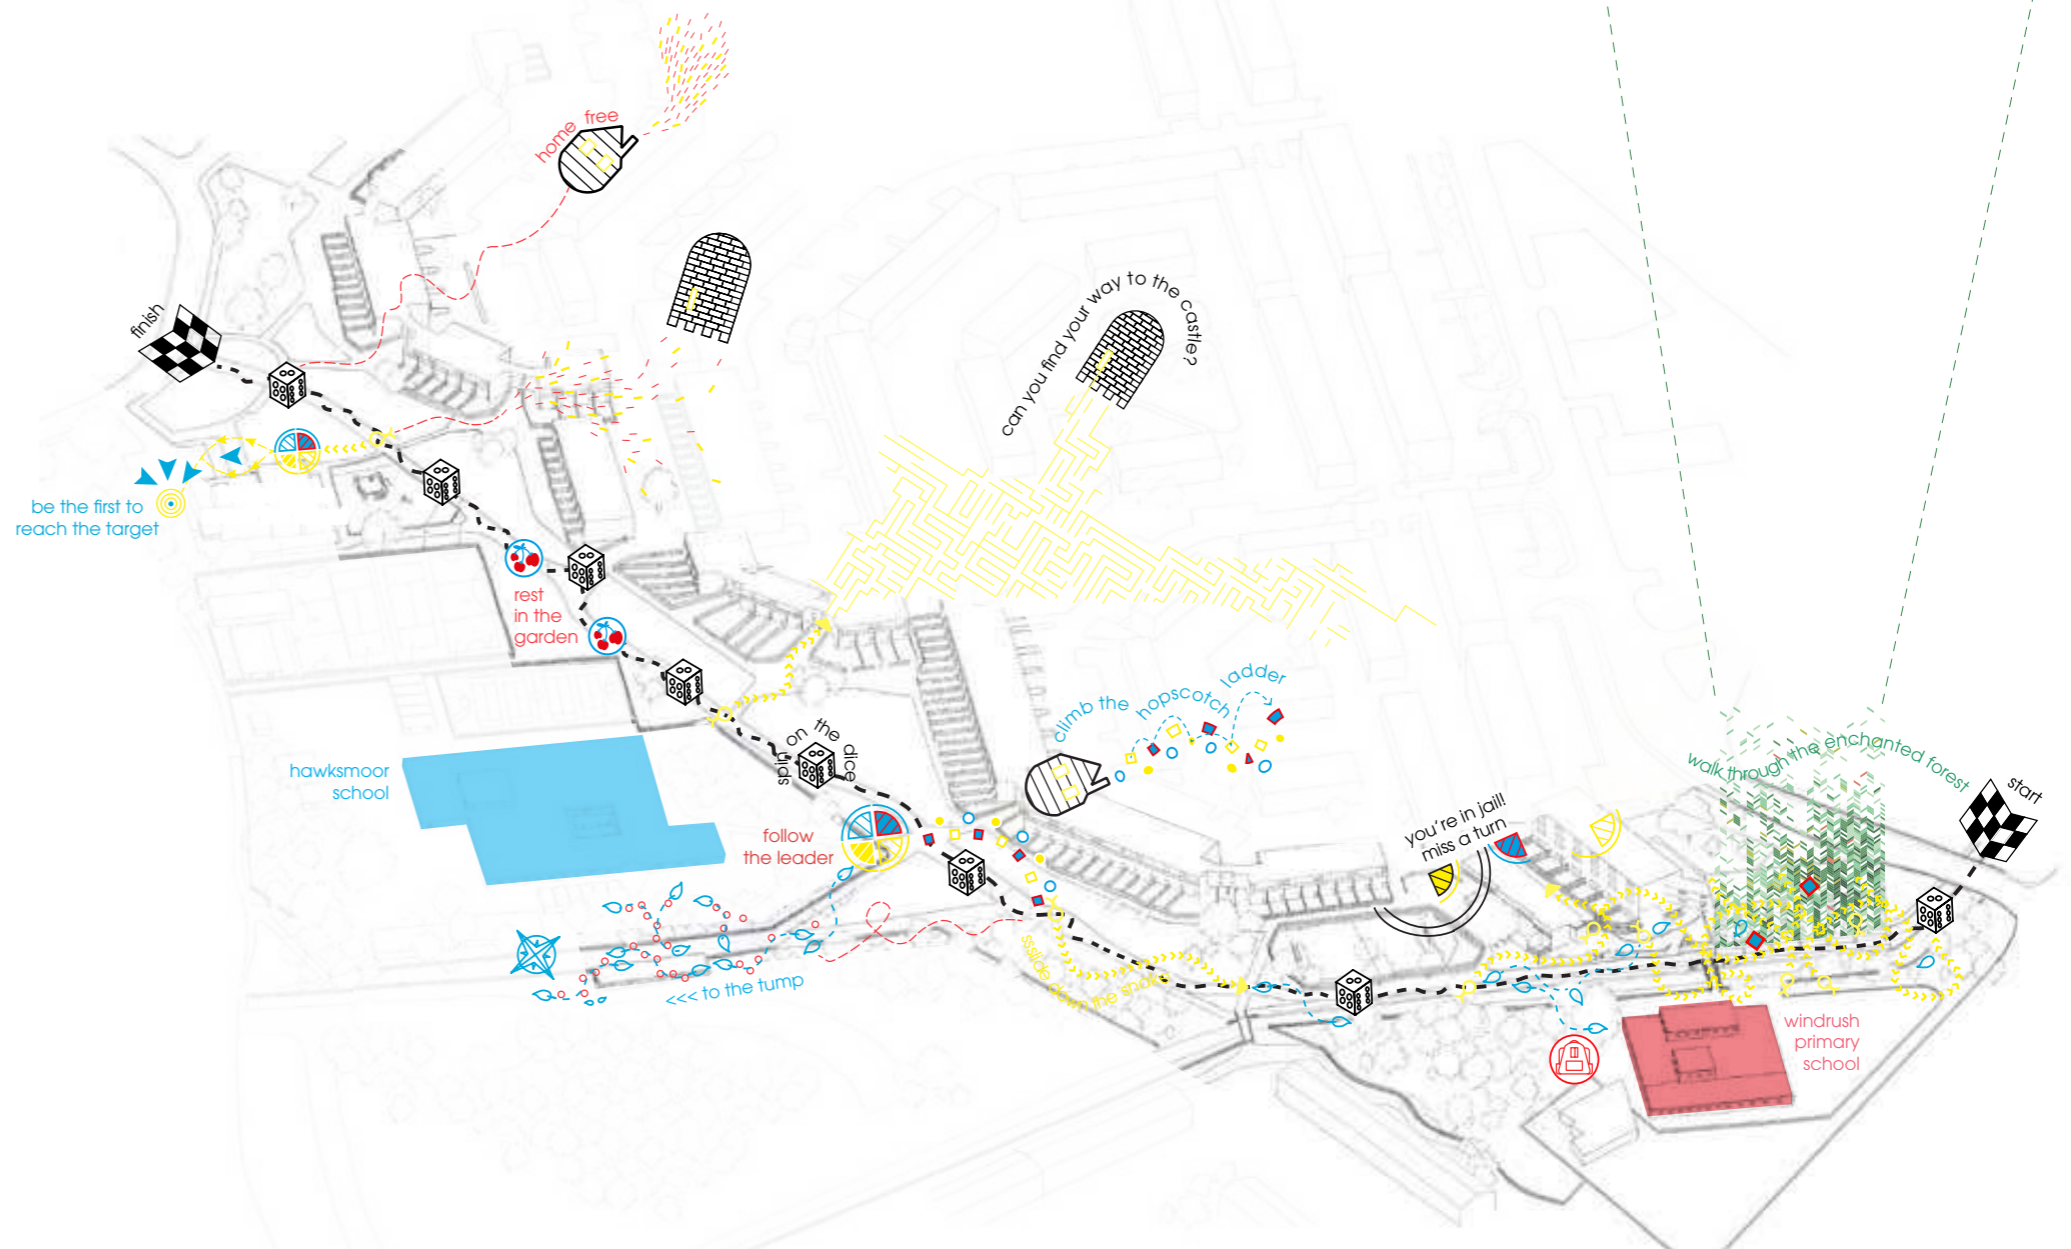 home free
finish
can you find your way to the castle?
be the first to
reach the target
rest
in the
garden
climb the hopscotch ladder
split on the dice
hawksmoor
school
follow
the leader
you're in jail!
miss a turn
walk through the enchanted forest
start
ssslide down the snake
<<< to the tump
windrush
primary
school